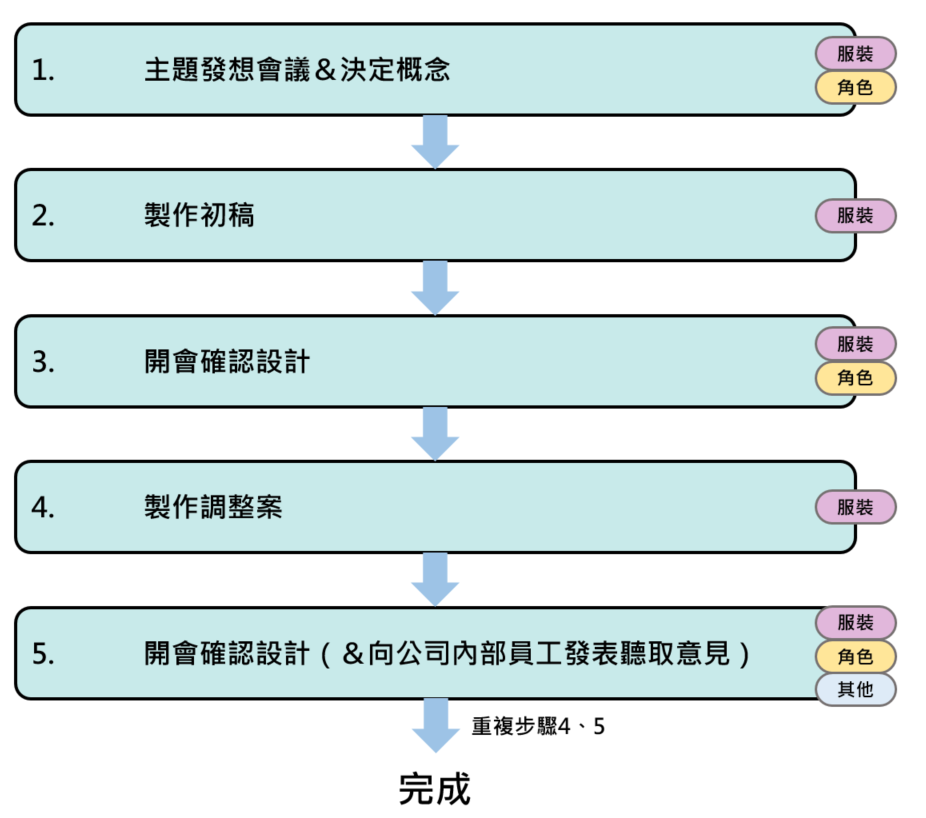 1. 主題發想會議＆決定概念
服裝
角色
2. 製作初稿
服裝
3. 開會確認設計
服裝
角色
4. 製作調整案
服裝
5. 開會確認設計（＆向公司內部員工發表聽取意見）
服裝
角色
其他
重複步驟4、5
完成